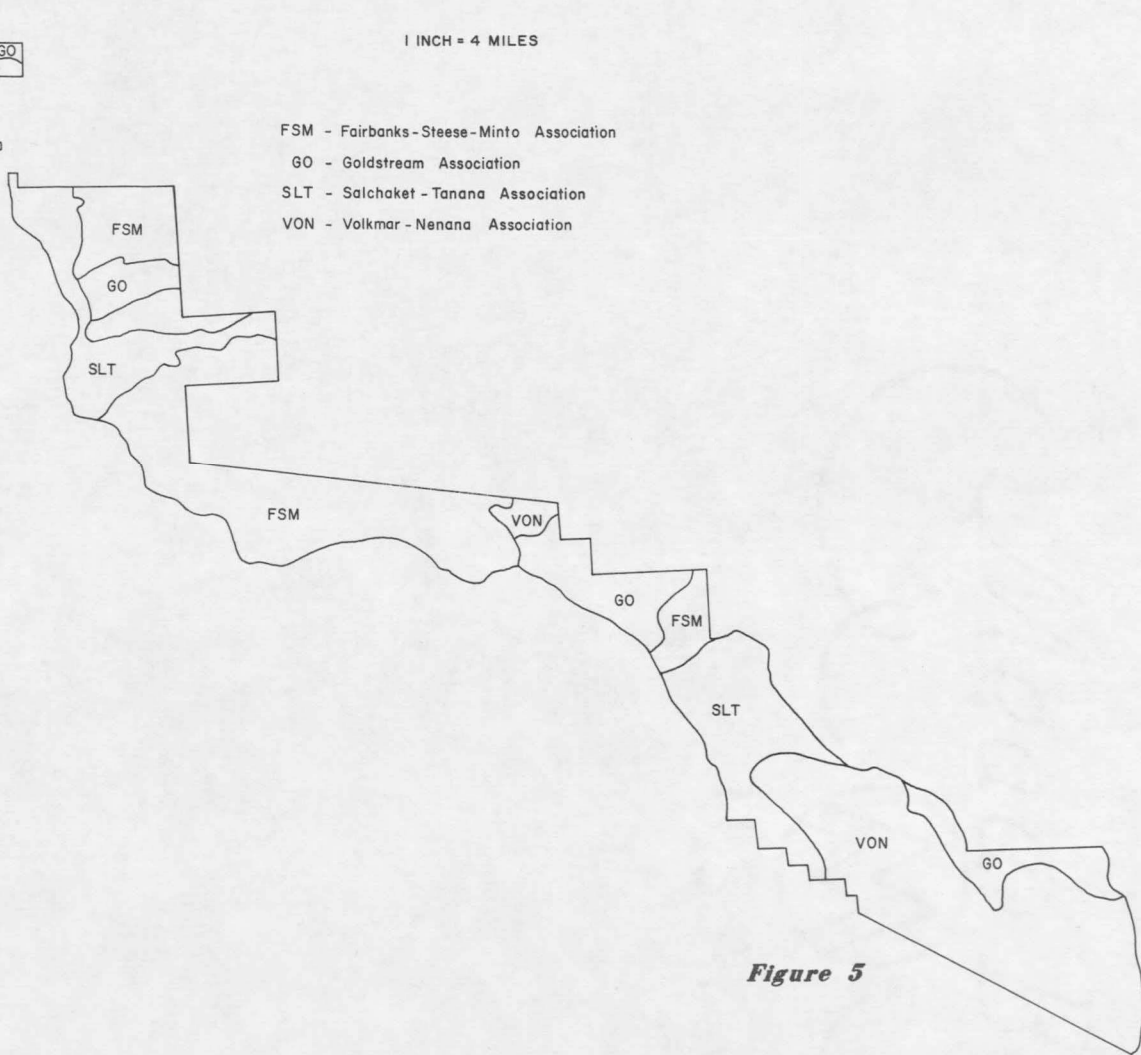 1 INCH = 4 MILES
GO
FSM - Fairbanks-Steese-Minto Association
GO - Goldstream Association
SLT - Salchaket-Tanana Association
VON - Volkmar-Nenana Association
FSM
GO
SLT
FSM
VON
GO
FSM
SLT
VON
GO
Figure 5